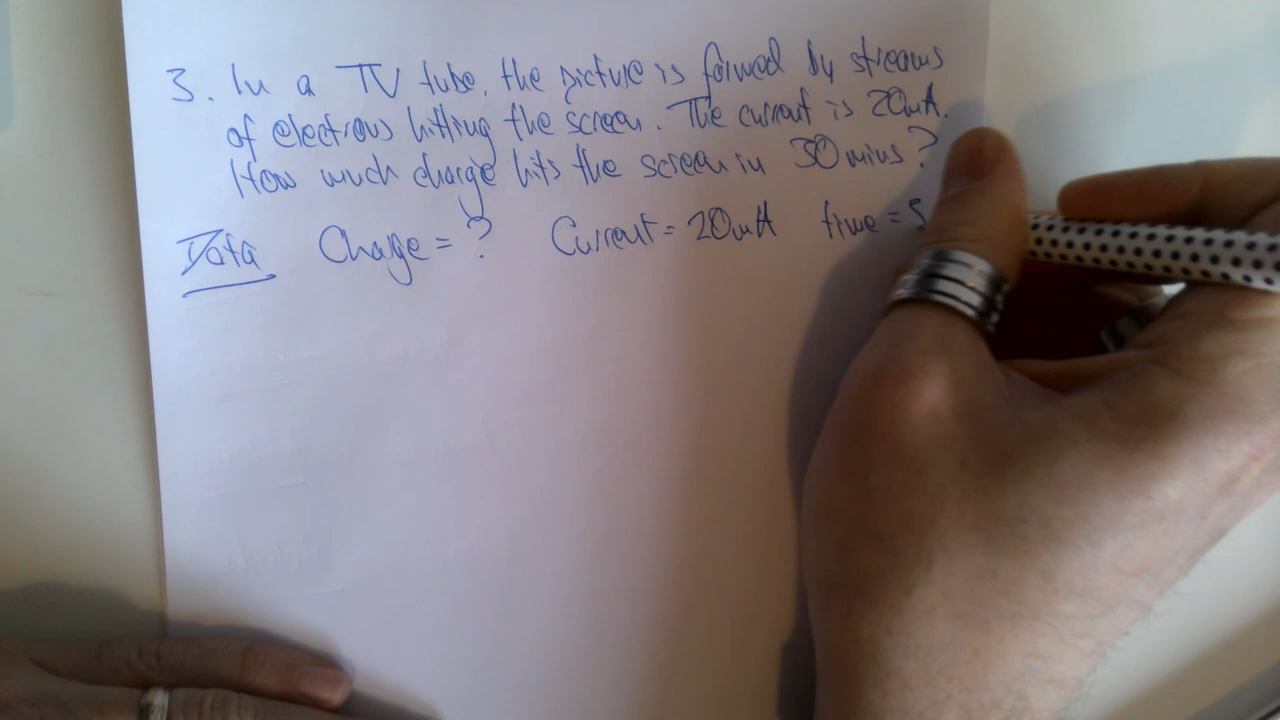 3. In a TV tube, the picture is formed by streams
of electrons hitting the screen. The current is 20mA.
How much charge hits the screen in 30 mins?
Data Charge = ? Current = 20mA time =